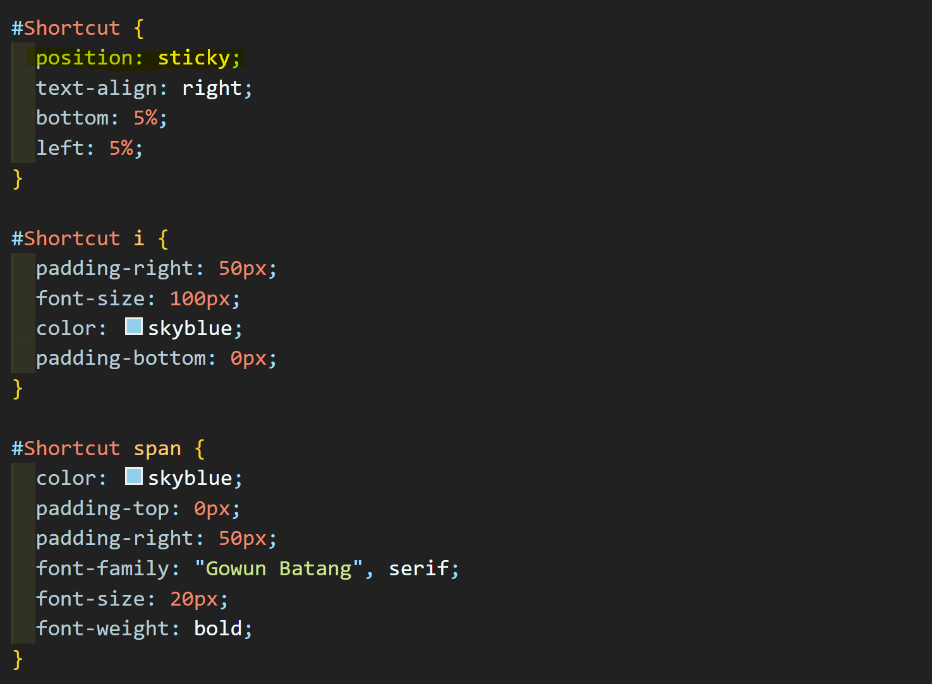 #Shortcut {
position: sticky;
text-align: right;
bottom: 5%;
left: 5%;
}
#Shortcut i {
padding-right: 50px;
font-size: 100px;
color: skyblue;
padding-bottom: 0px;
}
#Shortcut span {
color: skyblue;
padding-top: 0px;
padding-right: 50px;
font-family: "Gowun Batang", serif;
font-size: 20px;
font-weight: bold;
}